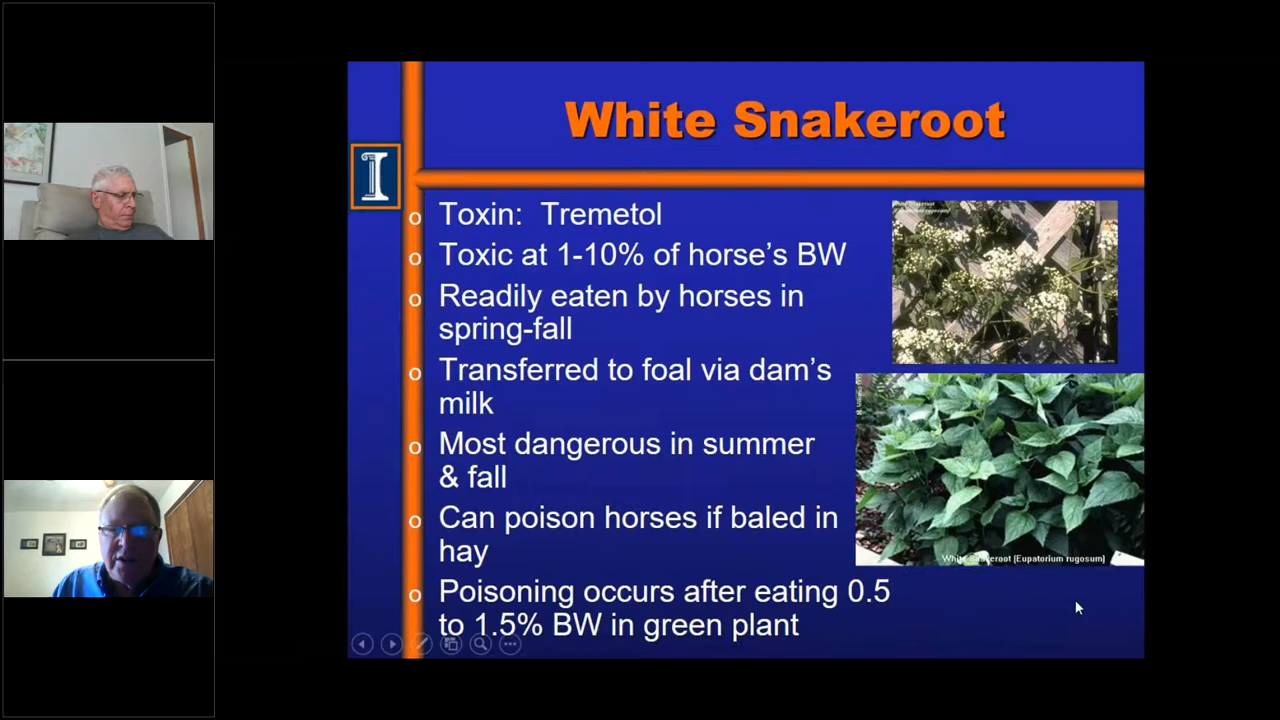 White Snakeroot
I
o Toxin: Tremetol
o Toxic at 1-10% of horse's BW
o Readily eaten by horses in
spring-fall
o Transferred to foal via dam's
milk
o Most dangerous in summer
& fall
o Can poison horses if baled in
hay
o Poisoning occurs after eating 0.5
to 1.5% BW in green plant
White Snakeroot
White Snakeroot (Eupatorium rugosum)